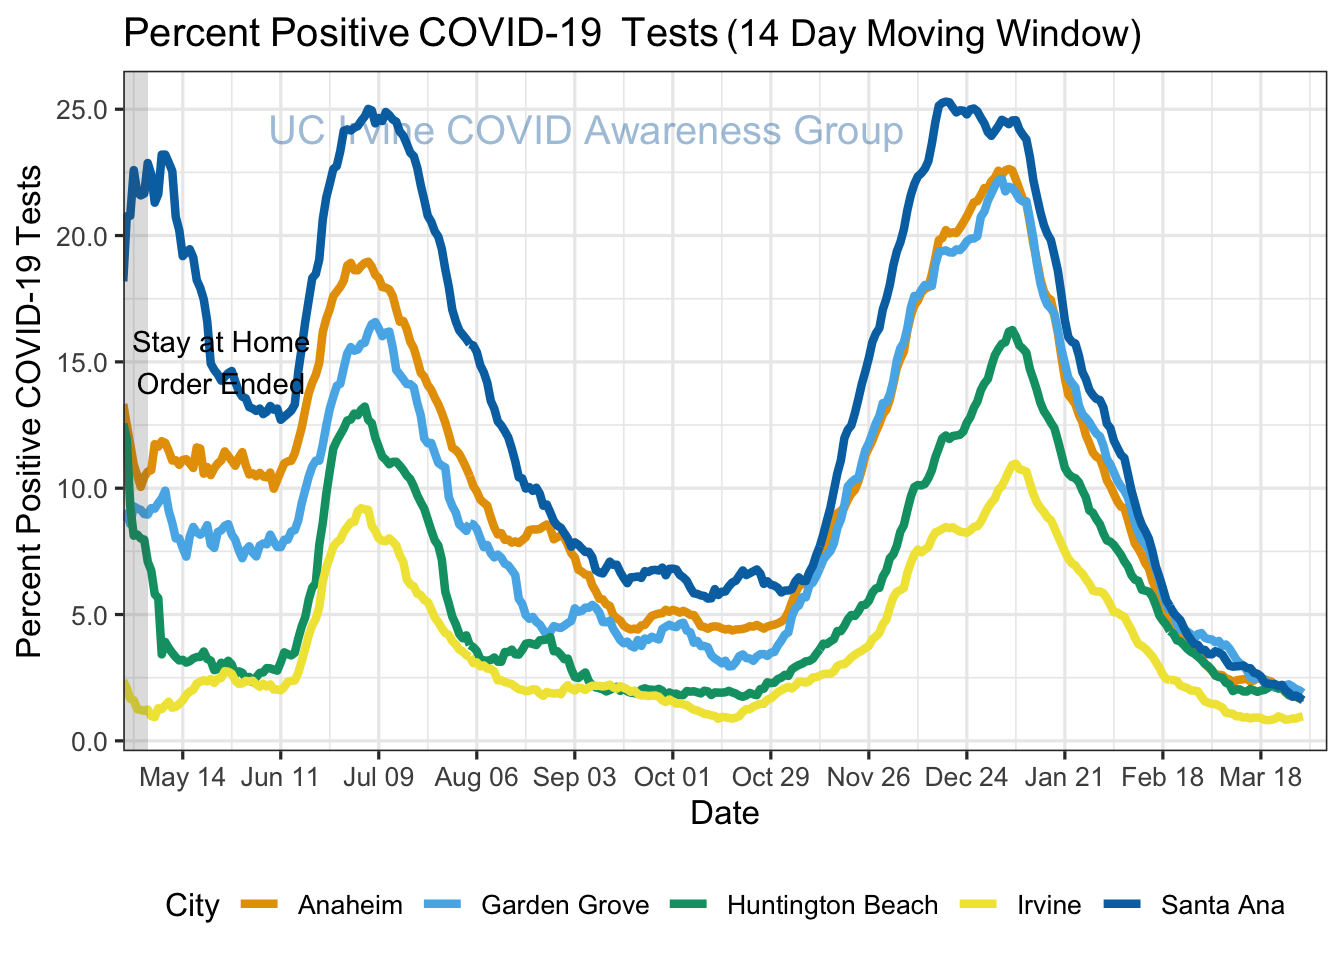 Percent Positive COVID-19 Tests (14 Day Moving Window)
UC Irvine COVID Awareness Group
Percent Positive COVID-19 Tests
25.0
20.0
15.0
10.0
5.0
0.0
Stay at Home
Order Ended
May 14 Jun 11 Jul 09 Aug 06 Sep 03 Oct 01 Oct 29 Nov 26 Dec 24 Jan 21 Feb 18 Mar 18
Date
City Anaheim Garden Grove Huntington Beach Irvine Santa Ana